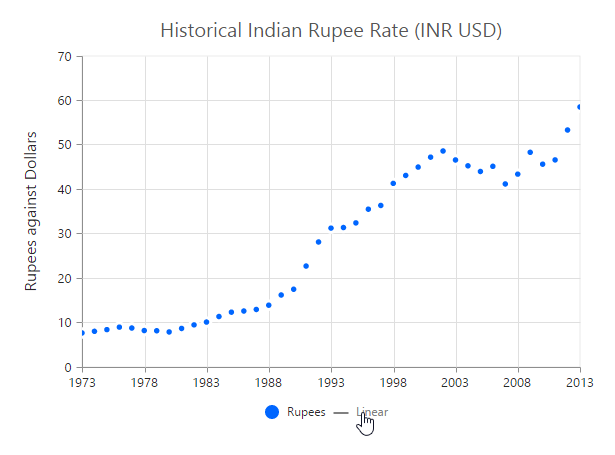 Historical Indian Rupee Rate (INR USD)
Rupees against Dollars
70
60
50
40
30
20
10
0
1973 1978 1983 1988 1993 1998 2003 2008 2013
Rupees Linear